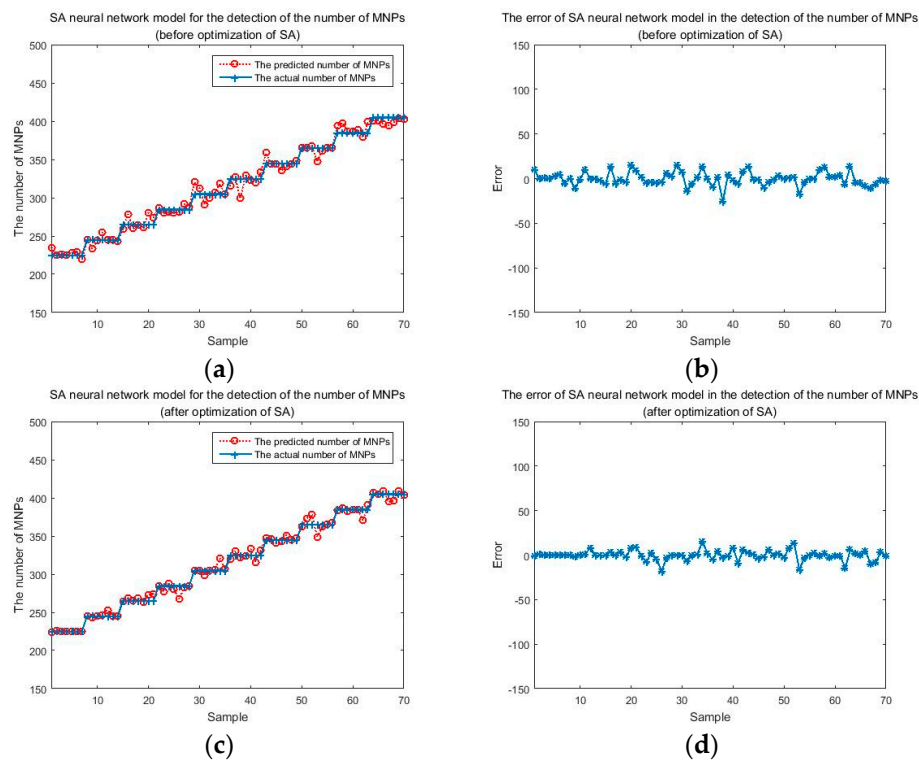 SA neural network model for the detection of the number of MNPs
(before optimization of SA)
The number of MNPs
500
450
400
350
300
250
200
150
The predicted number of MNPs
The actual number of MNPs
10 20 30 40 50 60 70
Sample
(a)
The error of SA neural network model in the detection of the number of MNPs
(before optimization of SA)
Error
150
100
50
0
-50
-100
-150
10 20 30 40 50 60 70
Sample
(b)
SA neural network model for the detection of the number of MNPs
(after optimization of SA)
The number of MNPs
500
450
400
350
300
250
200
150
The predicted number of MNPs
The actual number of MNPs
10 20 30 40 50 60 70
Sample
(c)
The error of SA neural network model in the detection of the number of MNPs
(after optimization of SA)
Error
150
100
50
0
-50
-100
-150
10 20 30 40 50 60 70
Sample
(d)